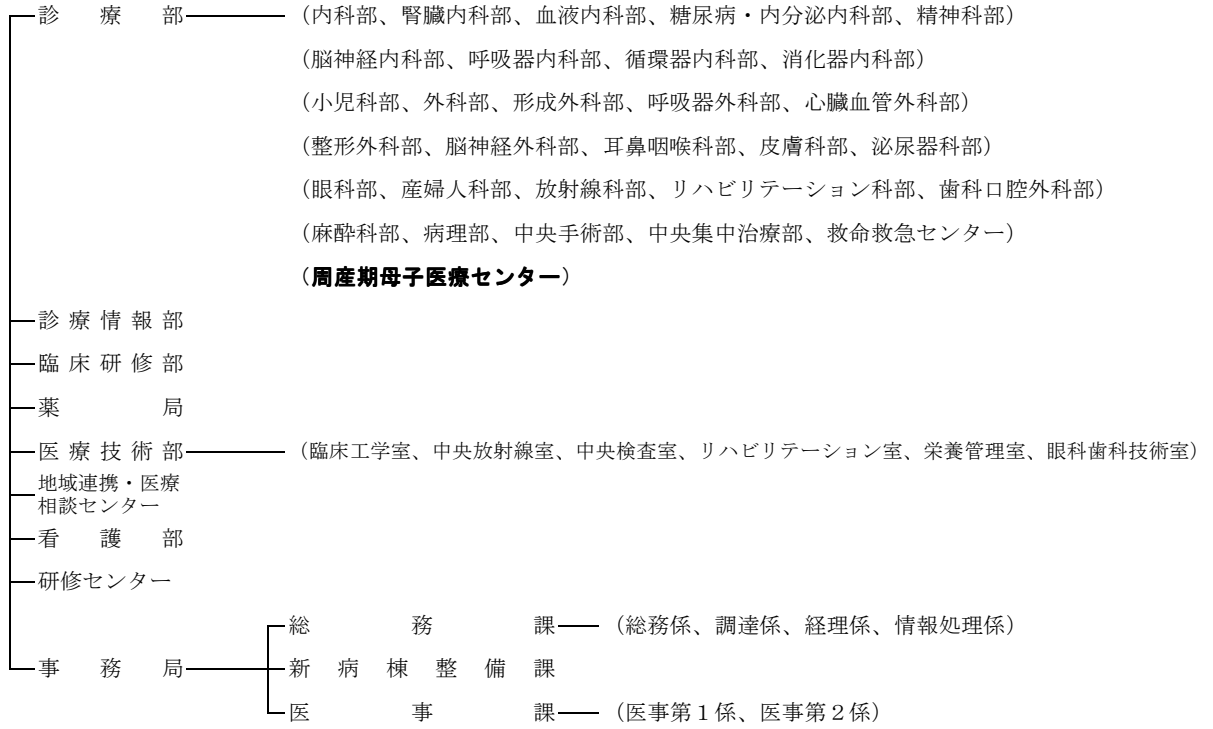 診療部 （内科部、腎臓内科部、血液内科部、糖尿病・内分泌内科部、精神科部）
（脳神経内科部、呼吸器内科部、循環器内科部、消化器内科部）
（小児科部、外科部、形成外科部、呼吸器外科部、心臓血管外科部）
（整形外科部、脳神経外科部、耳鼻咽喉科部、皮膚科部、泌尿器科部）
（眼科部、産婦人科部、放射線科部、リハビリテーション科部、歯科口腔外科部）
（麻酔科部、病理部、中央手術部、中央集中治療部、救命救急センター）
（周産期母子医療センター）
診療情報部
臨床研修部
薬局
医療技術部 （臨床工学室、中央放射線室、中央検査室、リハビリテーション室、栄養管理室、眼科歯科技術室）
地域連携・医療
相談センター
看護部
研修センター
総務課 （総務係、調達係、経理係、情報処理係）
事務局 新病棟整備課
医事課 （医事第１係、医事第２係）